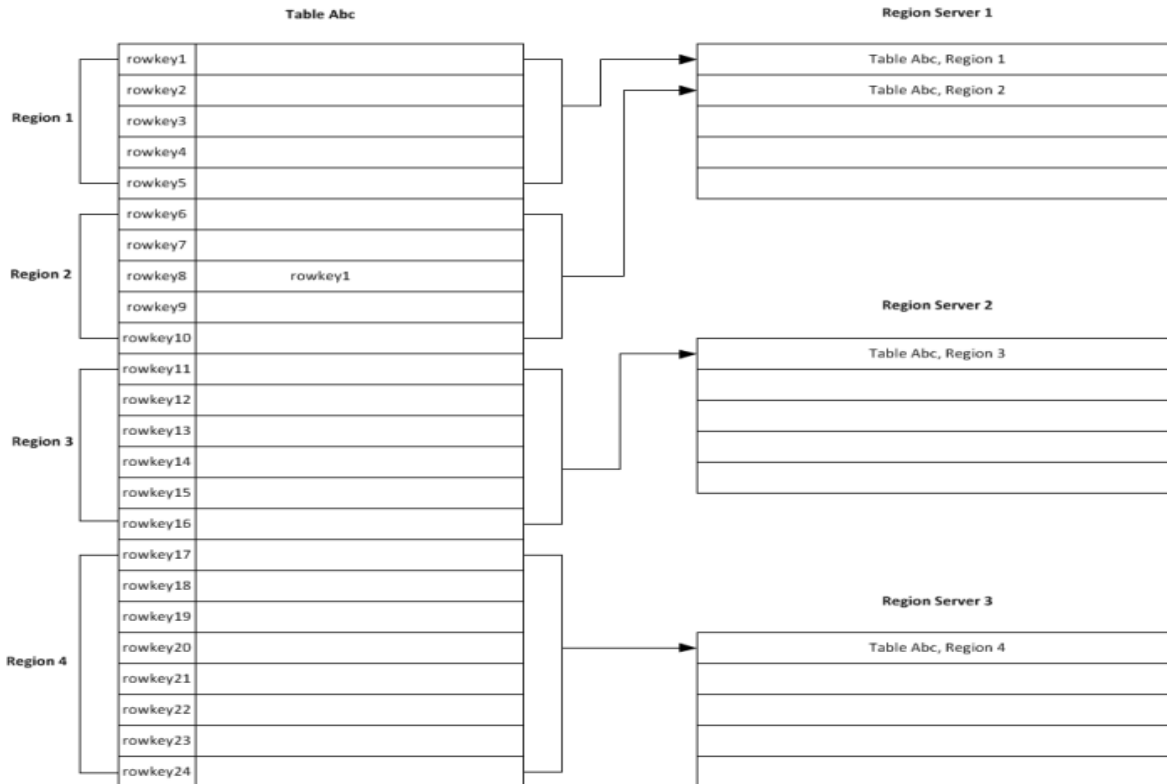 Table Abc
Region 1
rowkey1
rowkey2
rowkey3
rowkey4
rowkey5
Region 2
rowkey6
rowkey7
rowkey8 rowkey1
rowkey9
rowkey10
Region 3
rowkey11
rowkey12
rowkey13
rowkey14
rowkey15
rowkey16
Region 4
rowkey17
rowkey18
rowkey19
rowkey20
rowkey21
rowkey22
rowkey23
rowkey24
Region Server 1
Table Abc, Region 1
Table Abc, Region 2
Region Server 2
Table Abc, Region 3
Region Server 3
Table Abc, Region 4